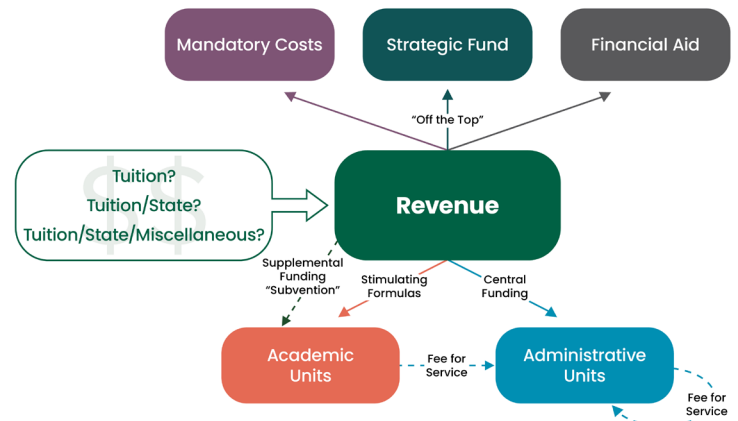 Mandatory Costs
Strategic Fund
Financial Aid
“Off the Top”
Tuition?
Tuition/State?
Tuition/State/Miscellaneous?
$$
Revenue
Supplemental
Funding
“Subvention”
Stimulating
Formulas
Central
Funding
Academic
Units
Fee for
Service
Administrative
Units
Fee for
Service